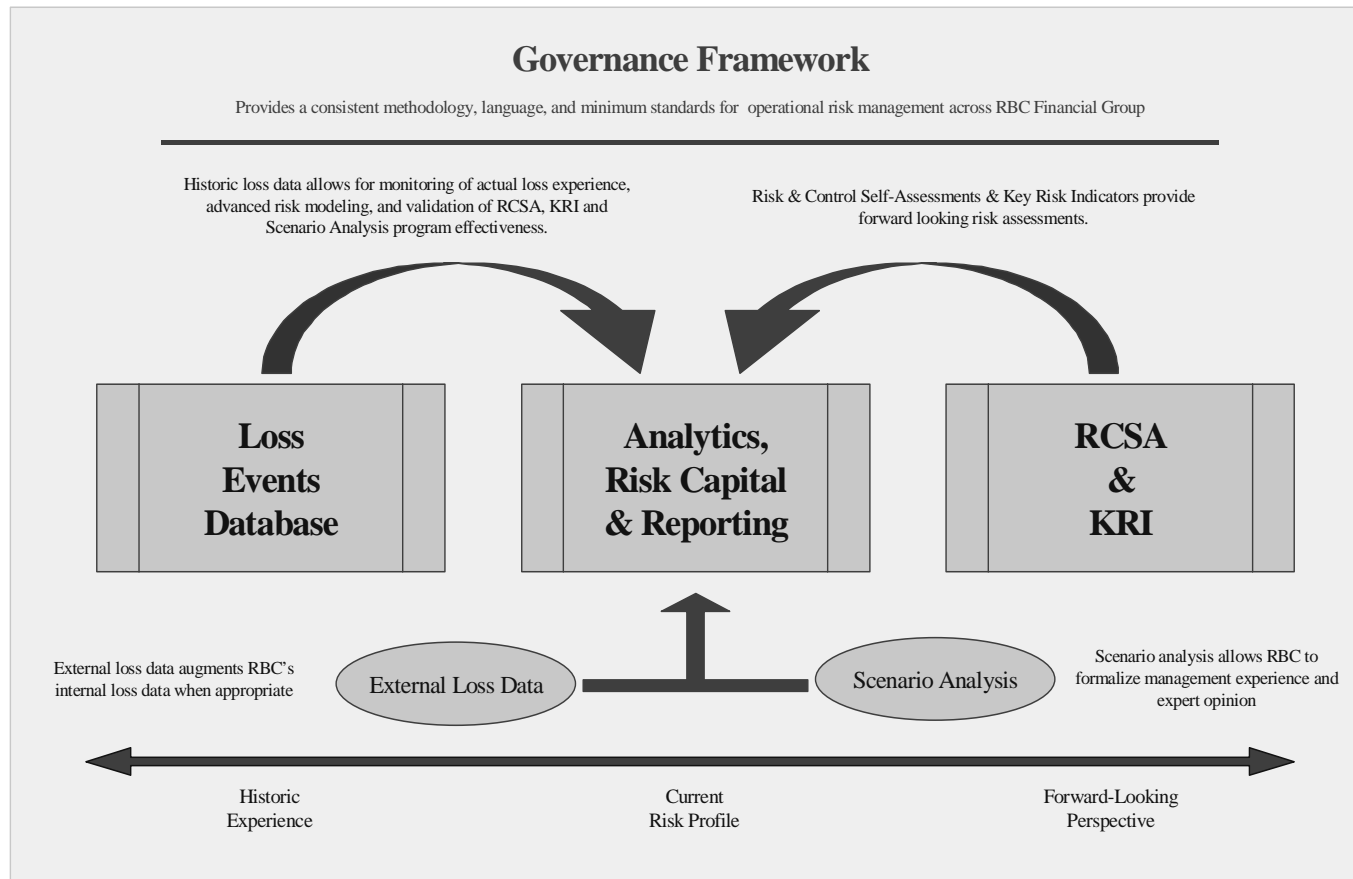 Governance Framework
Provides a consistent methodology, language, and minimum standards for operational risk management across RBC Financial Group
Historic loss data allows for monitoring of actual loss experience,
advanced risk modeling, and validation of RCSA, KRI and
Scenario Analysis program effectiveness.
Risk & Control Self-Assessments & Key Risk Indicators provide
forward looking risk assessments.
Loss
Events
Database
Analytics,
Risk Capital
& Reporting
RCSA
&
KRI
External loss data augments RBC's
internal loss data when appropriate
External Loss Data
Scenario Analysis
Scenario analysis allows RBC to
formalize management experience and
expert opinion
Historic
Experience
Current
Risk Profile
Forward-Looking
Perspective